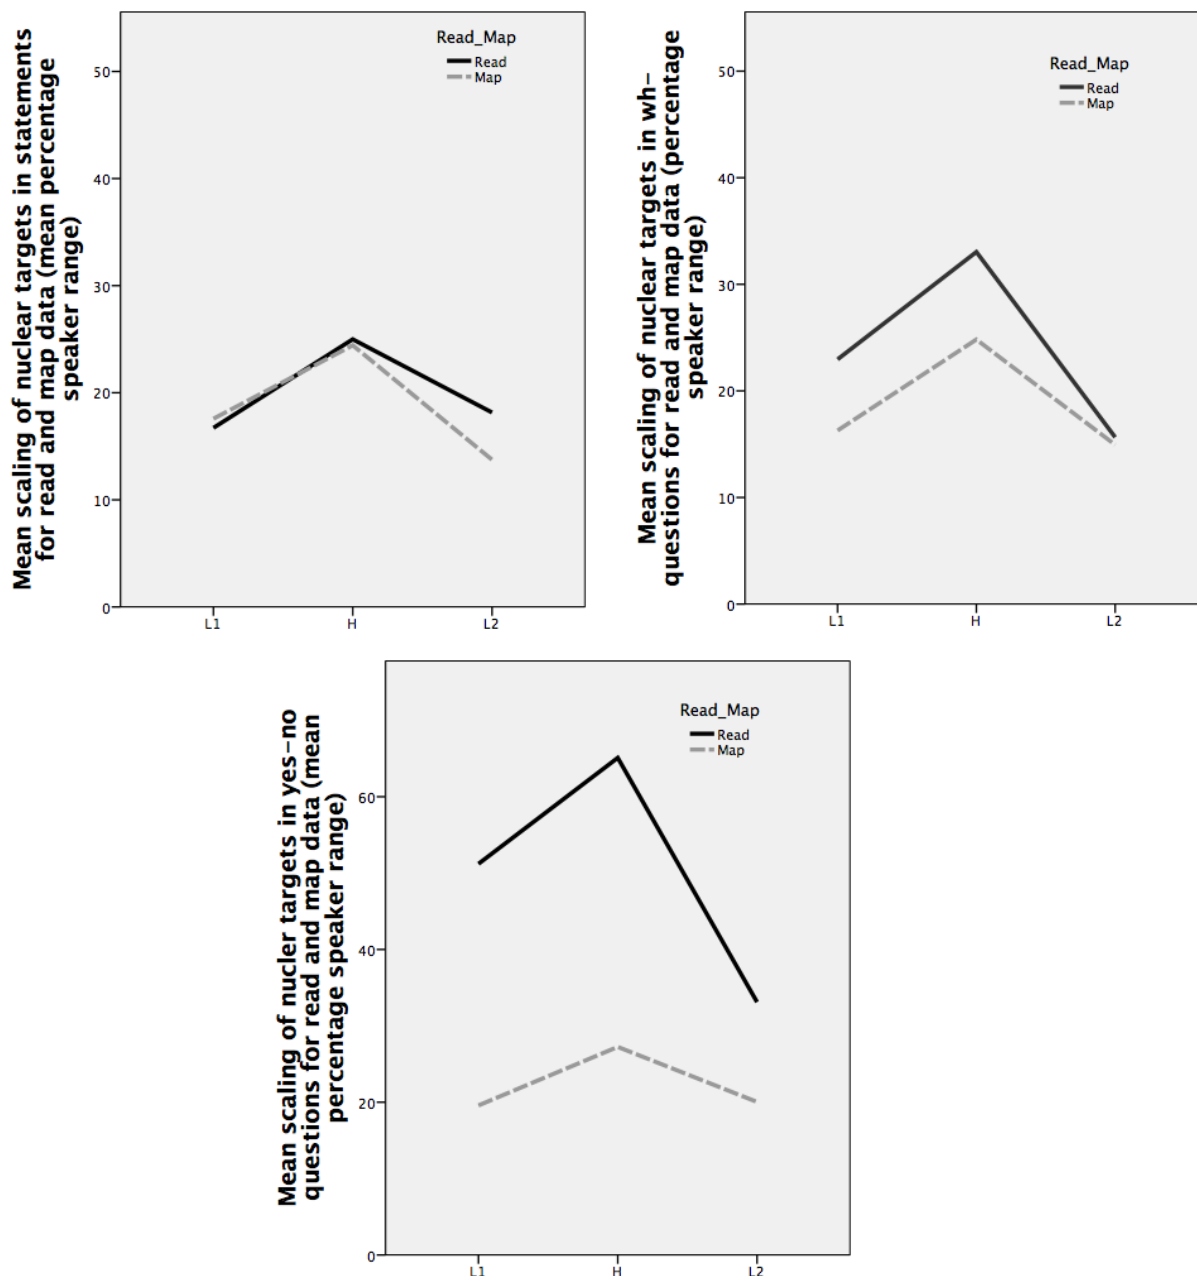 Mean scaling of nuclear targets in statements
for read and map data (mean percentage
speaker range)
Read_Map
Read
Map
50
40
30
20
10
0
L1 H L2
Mean scaling of nuclear targets in wh-
questions for read and map data (percentage
speaker range)
Read_Map
Read
Map
50
40
30
20
10
0
L1 H L2
Mean scaling of nucler targets in yes-no
questions for read and map data (mean
percentage speaker range)
Read_Map
Read
Map
60
40
20
0
L1 H L2